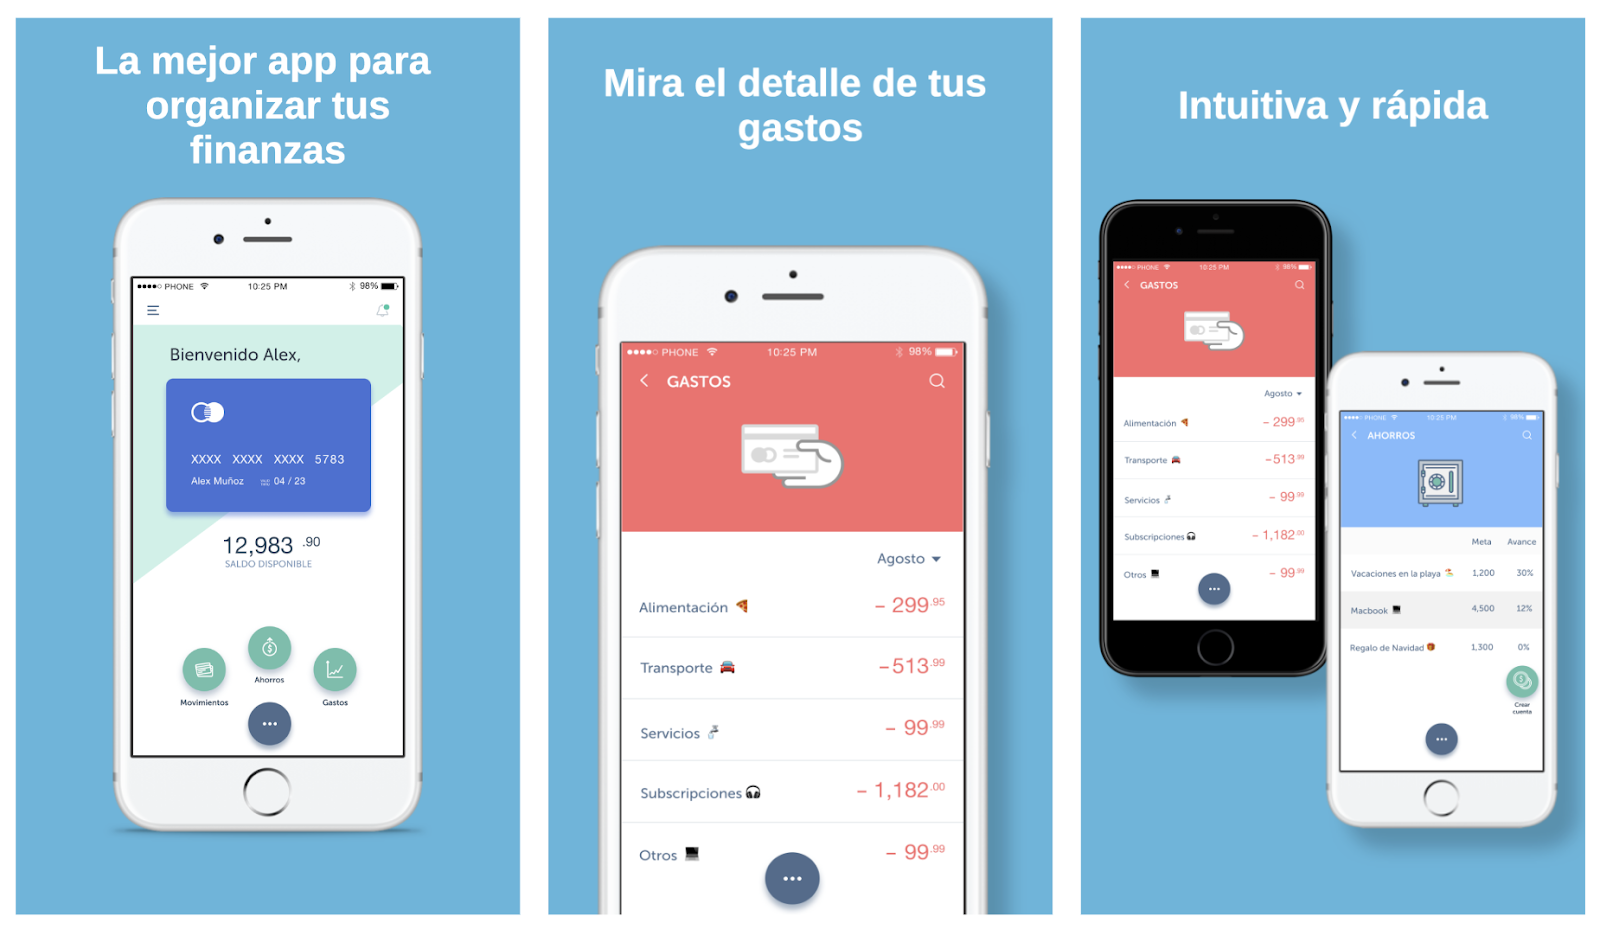 La mejor app para
organizar tus
finanzas
PHONE 10:25 PM 98%
Bienvenido Alex,
XXXX XXXX XXXX 5783
Alex Muñoz 04 / 23
12,983 .90
SALDO DISPONIBLE
Ahorros
Movimientos Gastos
Mira el detalle de tus
gastos
PHONE 10:25 PM 98%
GASTOS
Agosto
Alimentación - 299.95
Transporte -513.99
Servicios - 99.99
Subscripciones - 1,182.00
Otros - 99.99
Intuitiva y rápida
PHONE 10:25 PM 98%
GASTOS
Agosto
Alimentación - 299.95
Transporte -513.99
Servicios - 99.99
Subscripciones - 1,182.00
Otros - 99.99
PHONE 10:25 PM 98%
AHORROS
Meta Avance
Vacaciones en la playa 1,200 30%
Macbook 4,500 12%
Regalo de Navidad 1,300 0%
Crear
cuenta